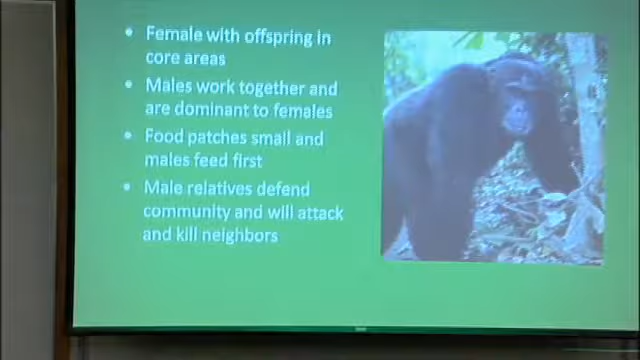 • Female with offspring in
core areas
• Males work together and
are dominant to females
• Food patches small and
males feed first
• Male relatives defend
community and will attack
and kill neighbors